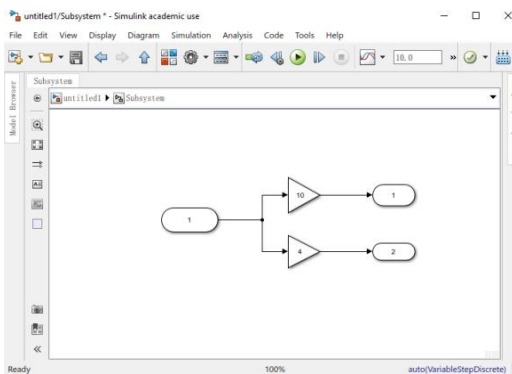 untitled1/Subsystem * - Simulink academic use
File Edit View Display Diagram Simulation Analysis Code Tools Help
10.0
»
Subsystem
Model Browser
untitled1 Subsystem
10
1
1
4
2
Ready 100% auto(VariableStepDiscrete)